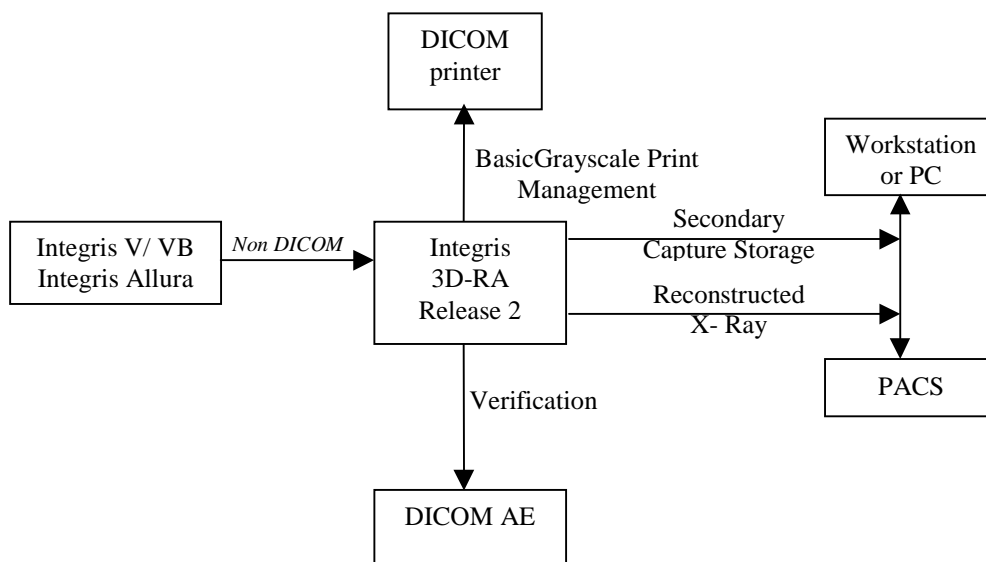 DICOM
printer
BasicGrayscale Print
Management
Workstation
or PC
Integris V/ VB
Integris Allura
Non DICOM
Integris
3D-RA
Release 2
Secondary
Capture Storage
Reconstructed
X- Ray
PACS
Verification
DICOM AE